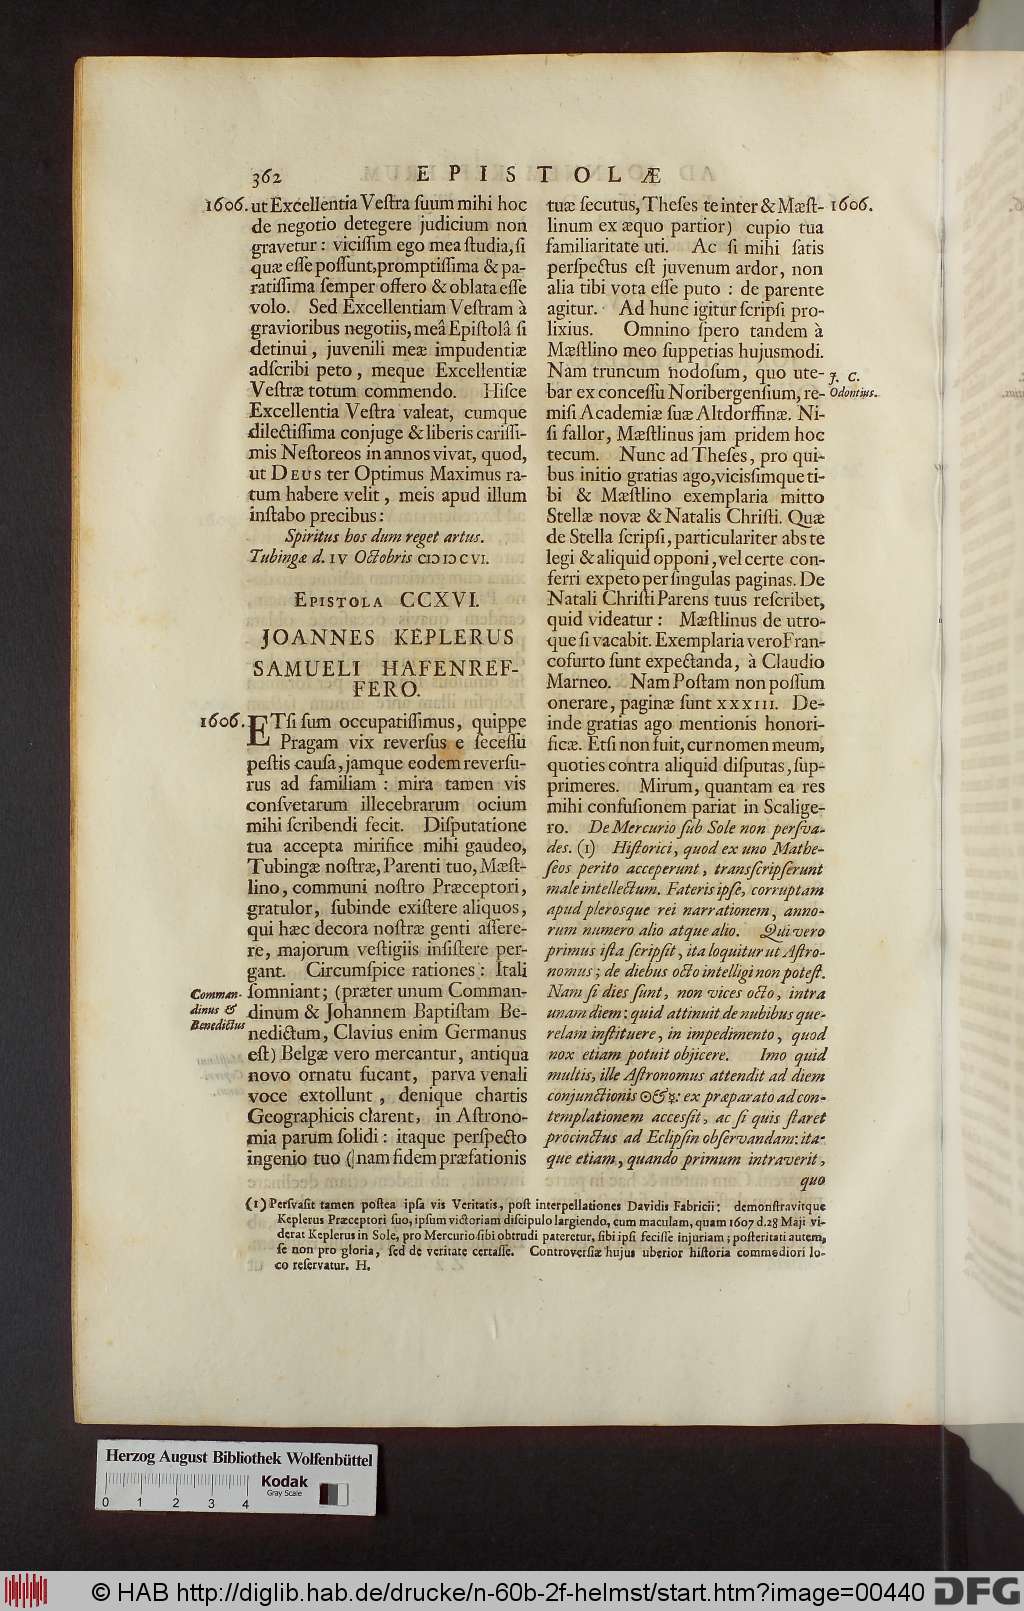 362 EPISTOLÆ
1606. ut Excellentia Veſtra ſuum mihi hoc
de negotio detegere judicium non
gravetur: viciſſim ego mea ſtudia, ſi
quæ eſſe poſſunt, promptiſſima & pa-
ratiſſima ſemper offero & oblata eſſe
volo. Sed Excellentiam Veſtram à
gravioribus negotiis, meâ Epiſtolâ ſi
detinui, juvenili meæ impudentiæ
adſcribi peto, meque Excellentiæ
Veſtræ totum commendo. Hiſce
Excellentia Veſtra valeat, cumque
dilectiſſima conjuge & liberis cariſſi-
mis Neſtoreos in annos vivat, quod,
ut DEUS ter Optimus Maximus ra-
tum habere velit, meis apud illum
inſtabo precibus:
Spiritus hos dum reget artus.
Tubingæ d. IV Octobris CIↃ IↃC VI.
EPISTOLA CCXVI.
JOANNES KEPLERUS
SAMUELI HAFENREF-
FERO.
1606. ETſi ſum occupatiſſimus, quippe
Pragam vix reverſus e ſeceſſu
peſtis cauſa, jamque eodem reverſu-
rus ad familiam: mira tamen vis
conſvetarum illecebrarum ocium
mihi ſcribendi fecit. Diſputatione
tua accepta mirifice mihi gaudeo,
Tubingæ noſtræ, Parenti tuo, Mæſt-
lino, communi noſtro Præceptori,
gratulor, ſubinde exiſtere aliquos,
qui hæc decora noſtræ genti aſſere-
re, majorum veſtigiis inſiſtere per-
gant. Circumſpice rationes: Itali
ſomniant; (præter unum Comman-
dinum & Johannem Baptiſtam Be-
nedictum, Clavius enim Germanus
eſt) Belgæ vero mercantur, antiqua
novo ornatu fucant, parva venali
voce extollunt, denique chartis
Geographicis clarent, in Aſtrono-
mia parum ſolidi: itaque perſpecto
ingenio tuo (nam fidem præfationis
Comman-
dinus &
Benedictus
tuæ ſecutus, Theſes te inter & Mæſt- 1606.
linum ex æquo partior) cupio tua
familiaritate uti. Ac ſi mihi ſatis
perſpectus eſt juvenum ardor, non
alia tibi vota eſſe puto: de parente
agitur. Ad hunc igitur ſcripſi pro-
lixius. Omnino ſpero tandem à
Mæſtlino meo ſuppetias hujusmodi.
Nam truncum nodoſum, quo ute-
bar ex conceſſu Noribergenſium, re-
miſi Academiæ ſuæ Altdorffinæ. Ni-
ſi fallor, Mæſtlinus jam pridem hoc
tecum. Nunc ad Theſes, pro qui-
bus initio gratias ago, vicisſimque ti-
bi & Mæſtlino exemplaria mitto
Stellæ novæ & Natalis Chriſti. Quæ
de Stella ſcripſi, particulariter abs te
legi & aliquid opponi, vel certe con-
ferri expeto per ſingulas paginas. De
Natali Chriſti Parens tuus reſcribet,
quid videatur: Mæſtlinus de utro-
que ſi vacabit. Exemplaria vero Fran-
cofurto ſunt expectanda, à Claudio
Marneo. Nam Poſtam non poſſum
onerare, paginæ ſunt XXXIII. De-
inde gratias ago mentionis honori-
ficæ. Etſi non fuit, cur nomen meum,
quoties contra aliquid diſputas, ſup-
primeres. Mirum, quantam ea res
mihi confuſionem pariat in Scalige-
ro. De Mercurio ſub Sole non perſva-
des. (1) Hiſtorici, quod ex uno Mathe-
ſeos perito acceperunt, transſcripſerunt
male intellectum. Fateris ipſe, corruptam
apud plerosque rei narrationem, anno-
rum numero alio atque alio. Qui vero
primus iſta ſcripſit, ita loquitur ut Aſtro-
nomus; de diebus octo intelligi non poteſt.
Nam ſi dies ſunt, non vices octo, intra
unam diem: quid attinuit de nubibus que-
relam inſtituere, in impedimento, quod
nox etiam potuit objicere. Imo quid
multis, ille Aſtronomus attendit ad diem
conjunctionis ☉ & ☿: ex præparato ad con-
templationem acceſſit, ac ſi quis ſtaret
procinctus ad Eclipſin obſervandam: ita-
que etiam, quando primum intraverit,
quo
J. C.
Odontius.
(1) Perſvaſit tamen poſtea ipſa vis Veritatis, poſt interpellationes Davidis Fabricii: demonſtravitque
Keplerus Præceptori ſuo, ipſum victoriam diſcipulo largiendo, cum maculam, quam 1607 d. 28 Maji vi-
derat Keplerus in Sole, pro Mercurio ſibi obtrudi pateretur, ſibi ipſi feciſſe injuriam; poſteritati autem,
ſe non pro gloria, ſed de veritate certaſſe. Controverſiæ hujus uberior hiſtoria commodiori lo-
co reſervatur. H.
Herzog August Bibliothek Wolfenbüttel
Kodak
Gray Scale
0 1 2 3 4
© HAB http://diglib.hab.de/drucke/n-60b-2f-helmst/start.htm?image=00440 DFG